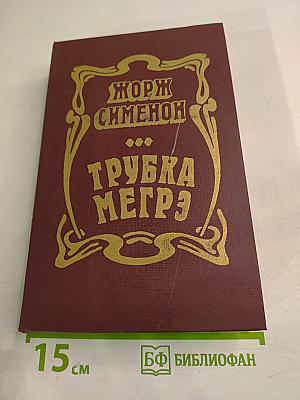 ЖОРЖ
СИМЕНОН
ТРУБКА
МЕГРЭ
15 см
БФ БИБЛИОФАН